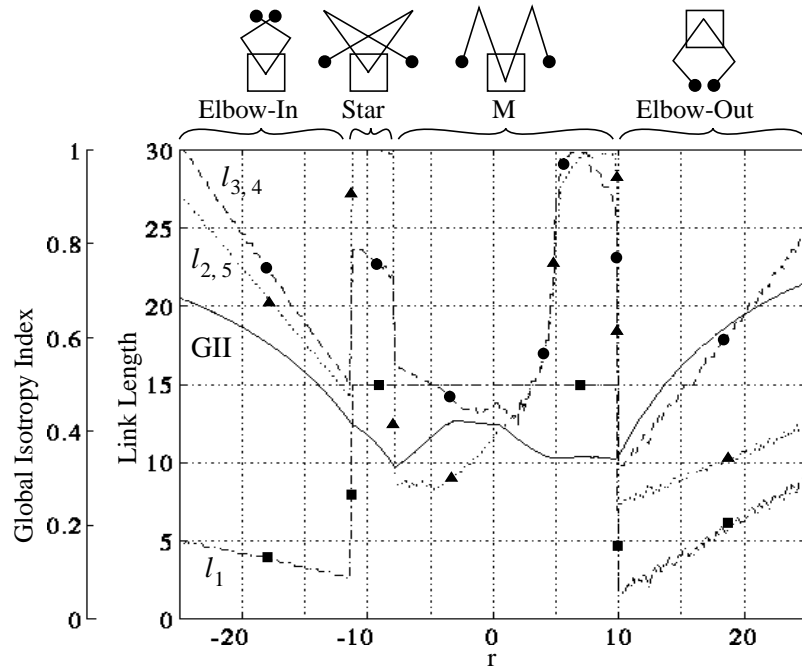 Elbow-In Star M Elbow-Out
1 30
l3, 4
25
0.8
l2, 5
20
0.6
GII
15
0.4
10
0.2
5
l1
0 0
-20 -10 0 10 20
r
Global Isotropy Index
Link Length